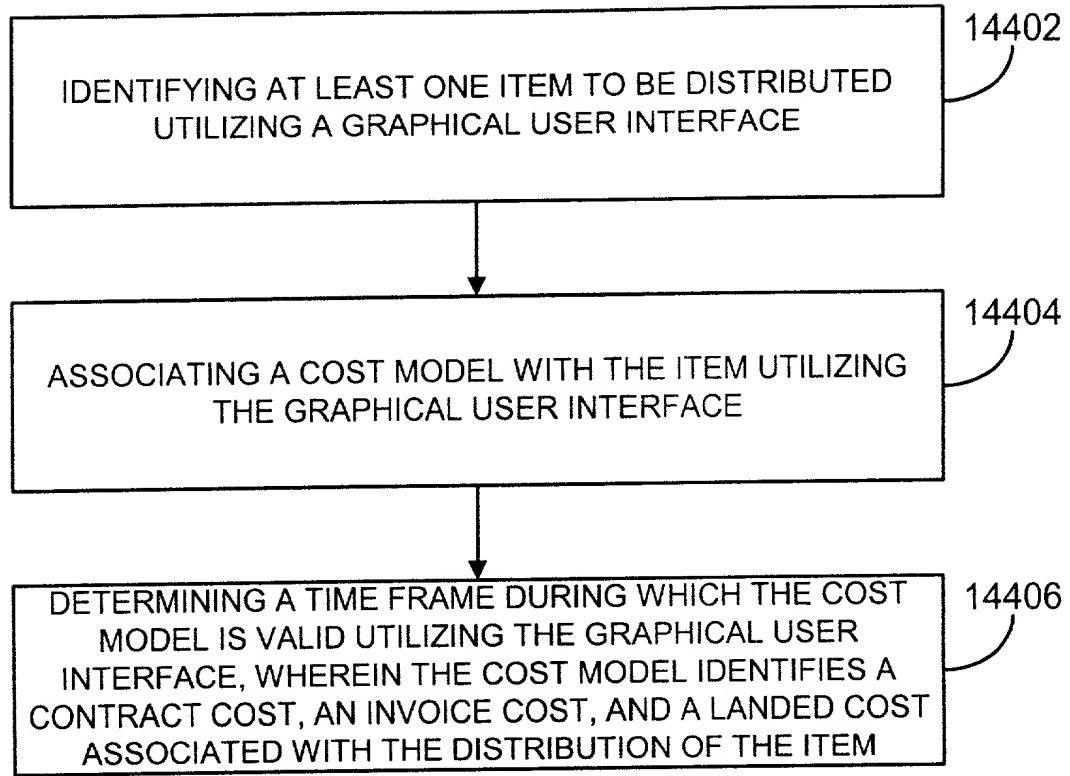 14402
IDENTIFYING AT LEAST ONE ITEM TO BE DISTRIBUTED
UTILIZING A GRAPHICAL USER INTERFACE
14404
ASSOCIATING A COST MODEL WITH THE ITEM UTILIZING
THE GRAPHICAL USER INTERFACE
14406
DETERMINING A TIME FRAME DURING WHICH THE COST
MODEL IS VALID UTILIZING THE GRAPHICAL USER
INTERFACE, WHEREIN THE COST MODEL IDENTIFIES A
CONTRACT COST, AN INVOICE COST, AND A LANDED COST
ASSOCIATED WITH THE DISTRIBUTION OF THE ITEM